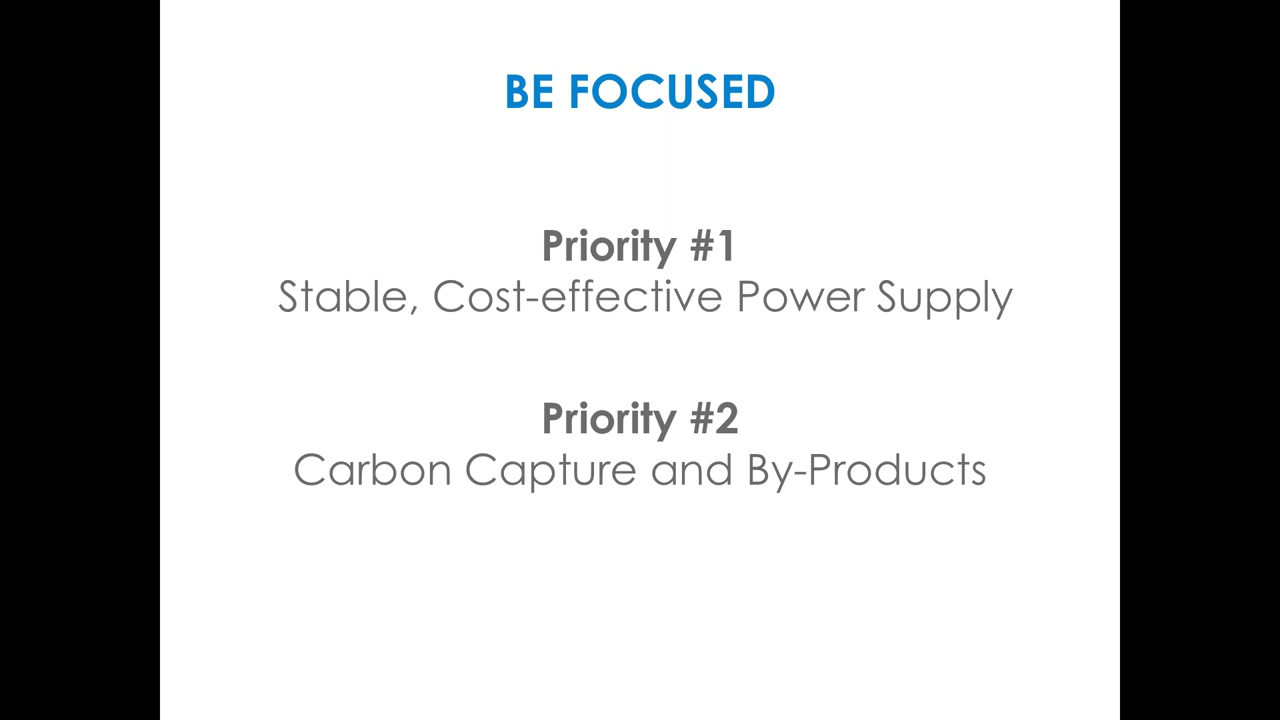 BE FOCUSED
Priority #1
Stable, Cost-effective Power Supply
Priority #2
Carbon Capture and By-Products